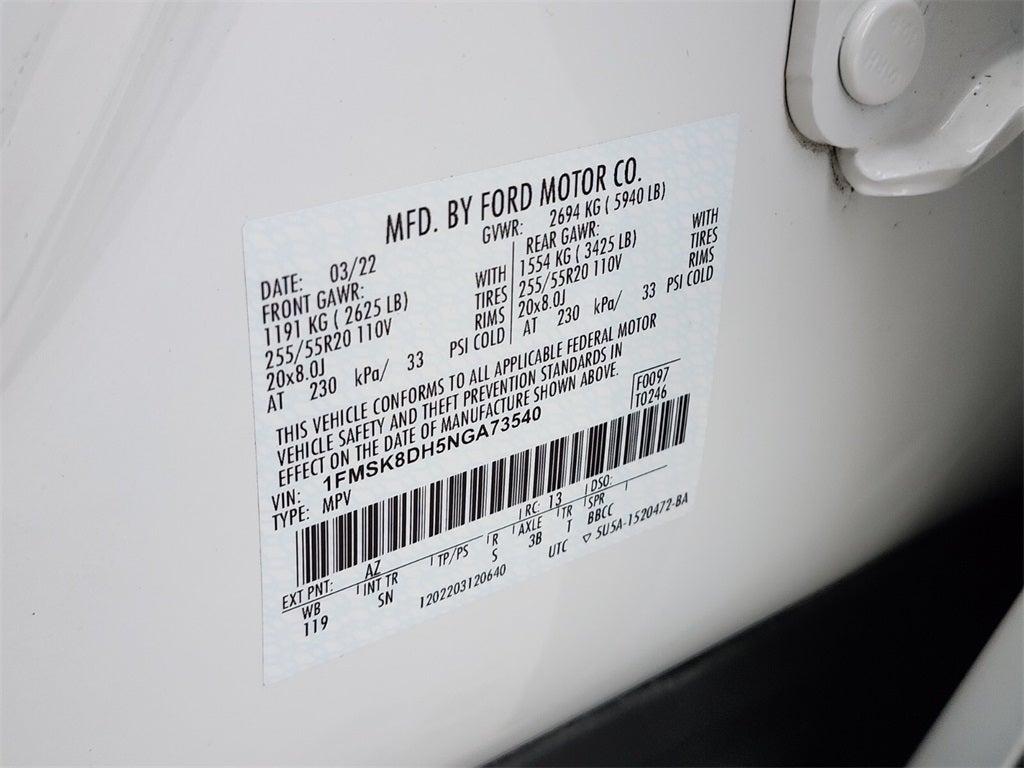 MFD. BY FORD MOTOR CO.
DATE: 03/22 GVWR: 2694 KG ( 5940 LB)
FRONT GAWR: REAR GAWR:
1191 KG ( 2625 LB) WITH 1554 KG ( 3425 LB) WITH
255/55R20 110V TIRES 255/55R20 110V TIRES
20x8.0J RIMS 20x8.0J RIMS
AT 230 kPa/ 33 PSI COLD AT 230 kPa/ 33 PSI COLD
THIS VEHICLE CONFORMS TO ALL APPLICABLE FEDERAL MOTOR
VEHICLE SAFETY AND THEFT PREVENTION STANDARDS IN
EFFECT ON THE DATE OF MANUFACTURE SHOWN ABOVE.
VIN: 1FMSK8DH5NGA73540 F0097
TYPE: MPV T0246
EXT PNT: AZ RC: 13 DSO:
WB INT TR TP/PS R AXLE TR SPR
119 SN S 3B T BBCC
1202203120640 UTC ▽ 5U5A-1520472-BA